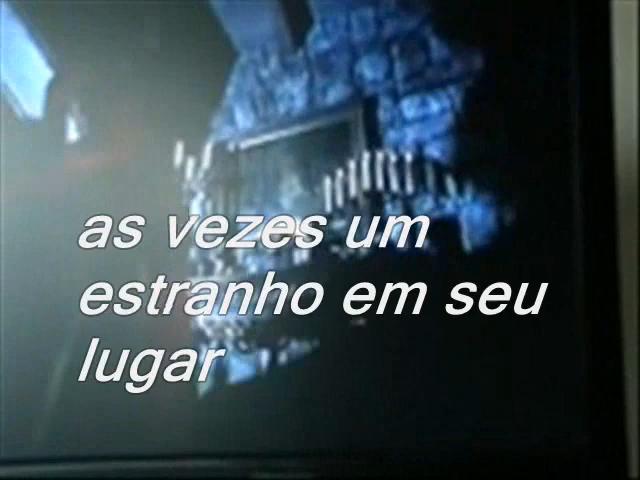 as vezes um
estranho em seu
lugar